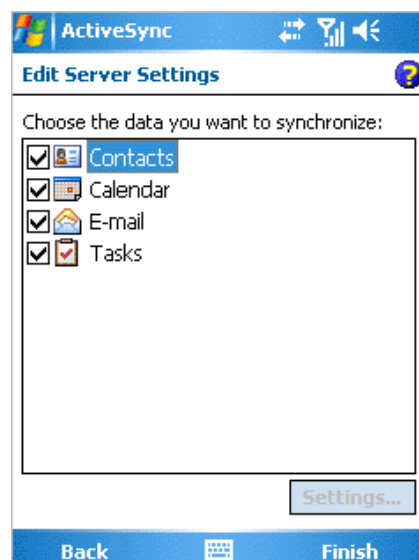 ActiveSync
Edit Server Settings
?
Choose the data you want to synchronize:
Contacts
Calendar
E-mail
Tasks
Settings...
Back Finish